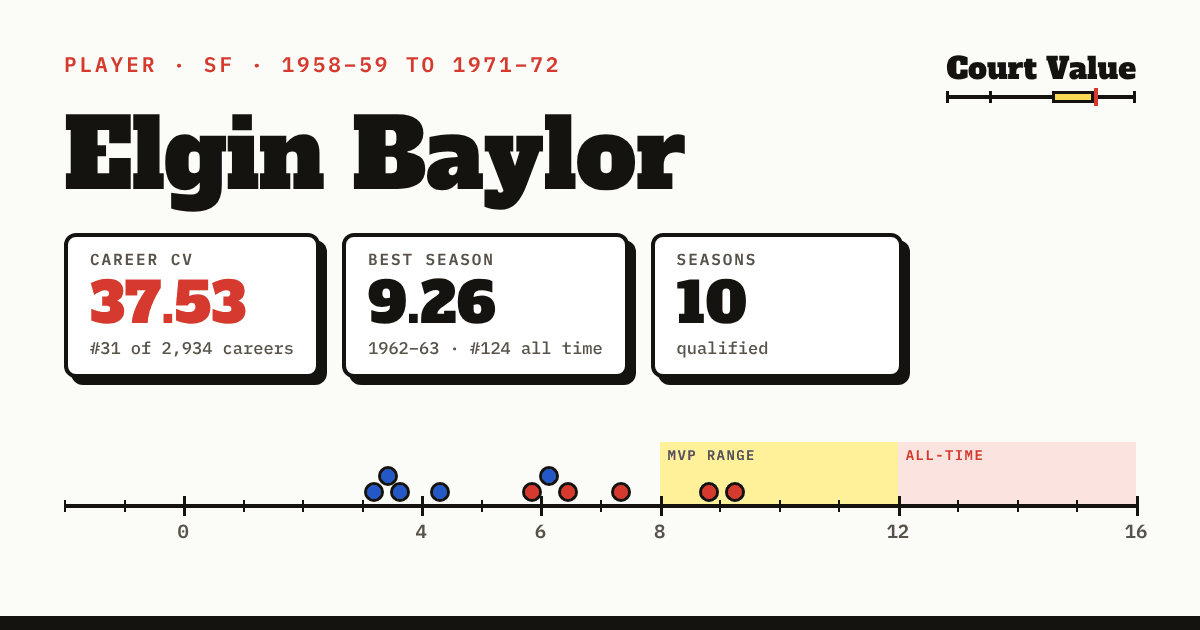 PLAYER · SF · 1958–59 TO 1971–72
Court Value
Elgin Baylor
CAREER CV
37.53
#31 of 2,934 careers
BEST SEASON
9.26
1962–63 · #124 all time
SEASONS
10
qualified
MVP RANGE
ALL-TIME
0 4 6 8 12 16